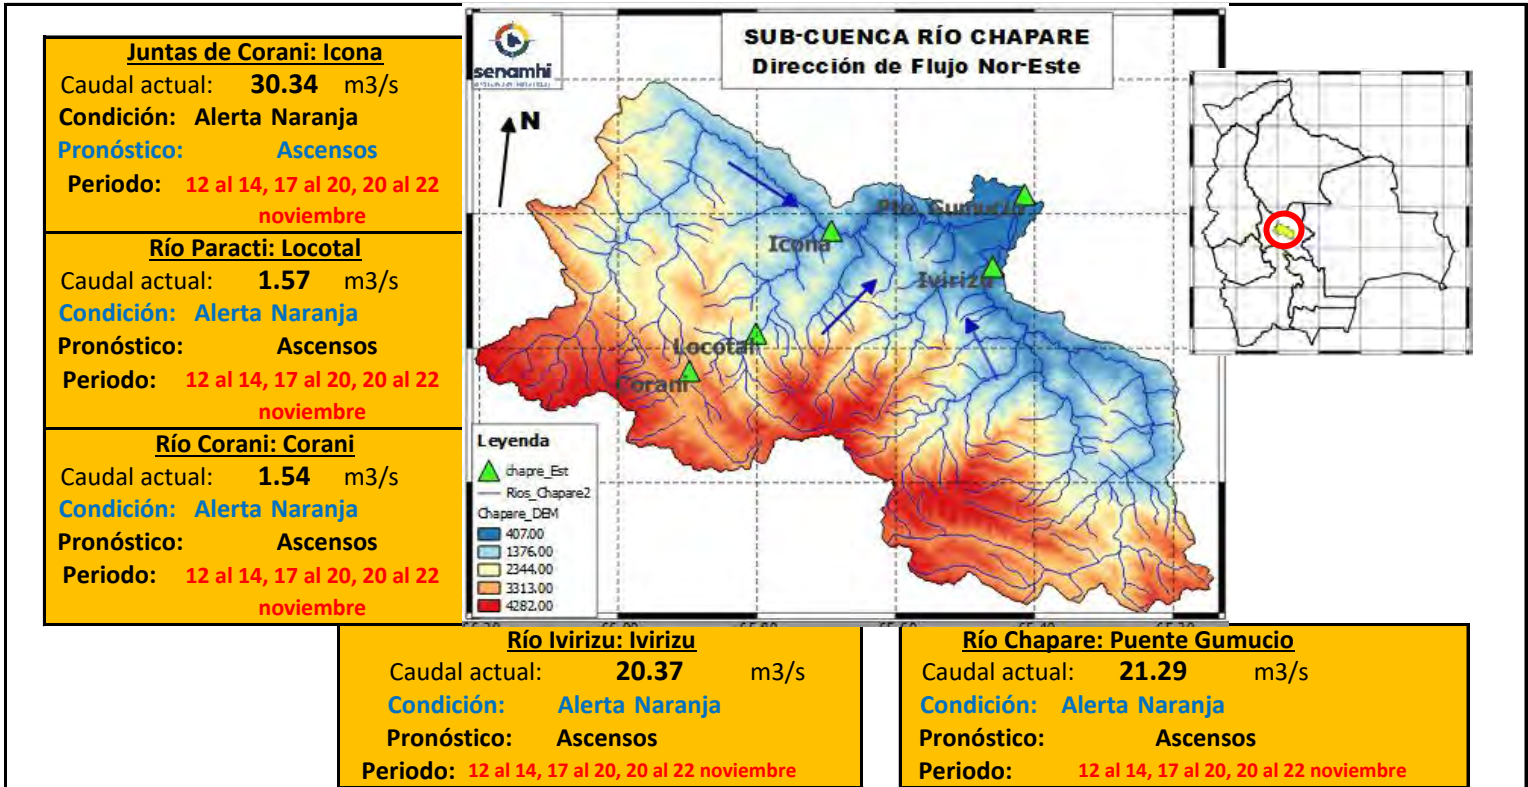 Juntas de Corani: Icona
Caudal actual: 30.34 m3/s
Condición: Alerta Naranja
Pronóstico: Ascensos
Periodo: 12 al 14, 17 al 20, 20 al 22
noviembre
Río Paracti: Locotal
Caudal actual: 1.57 m3/s
Condición: Alerta Naranja
Pronóstico: Ascensos
Periodo: 12 al 14, 17 al 20, 20 al 22
noviembre
Río Corani: Corani
Caudal actual: 1.54 m3/s
Condición: Alerta Naranja
Pronóstico: Ascensos
Periodo: 12 al 14, 17 al 20, 20 al 22
noviembre
senamhi
SUB-CUENCA RÍO CHAPARE
Dirección de Flujo Nor-Este
N
Pto. Gumucio
Icona
Ivirizu
Locotal
Corani
Leyenda
chapre_Est
Rios_Chapare2
Chapare_DEM
407.00
1376.00
2344.00
3313.00
4282.00
Río Ivirizu: Ivirizu
Caudal actual: 20.37 m3/s
Condición: Alerta Naranja
Pronóstico: Ascensos
Periodo: 12 al 14, 17 al 20, 20 al 22 noviembre
Río Chapare: Puente Gumucio
Caudal actual: 21.29 m3/s
Condición: Alerta Naranja
Pronóstico: Ascensos
Periodo: 12 al 14, 17 al 20, 20 al 22 noviembre